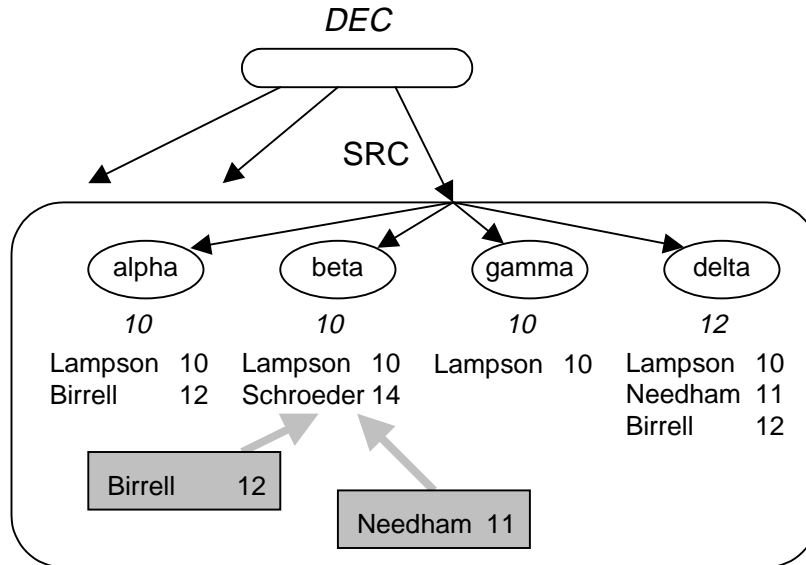 DEC
SRC
alpha beta gamma delta
10 10 10 12
Lampson 10 Lampson 10 Lampson 10 Lampson 10
Birrell 12 Schroeder 14 Needham 11
Birrell 12
Birrell 12
Needham 11